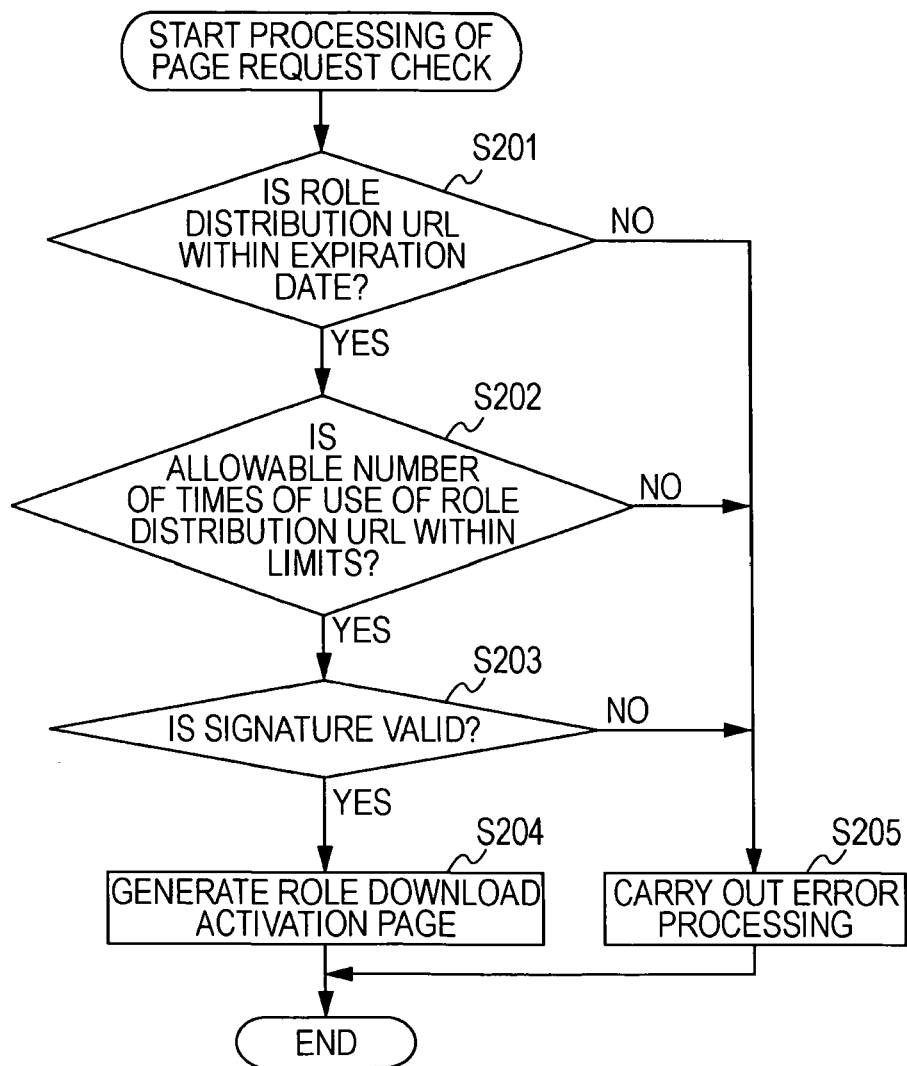 START PROCESSING OF
PAGE REQUEST CHECK
S201
IS ROLE
DISTRIBUTION URL
WITHIN EXPIRATION
DATE?
NO
YES
S202
IS
ALLOWABLE NUMBER
OF TIMES OF USE OF ROLE
DISTRIBUTION URL WITHIN
LIMITS?
NO
YES
S203
IS SIGNATURE VALID?
NO
YES
S204
GENERATE ROLE DOWNLOAD
ACTIVATION PAGE
S205
CARRY OUT ERROR
PROCESSING
END